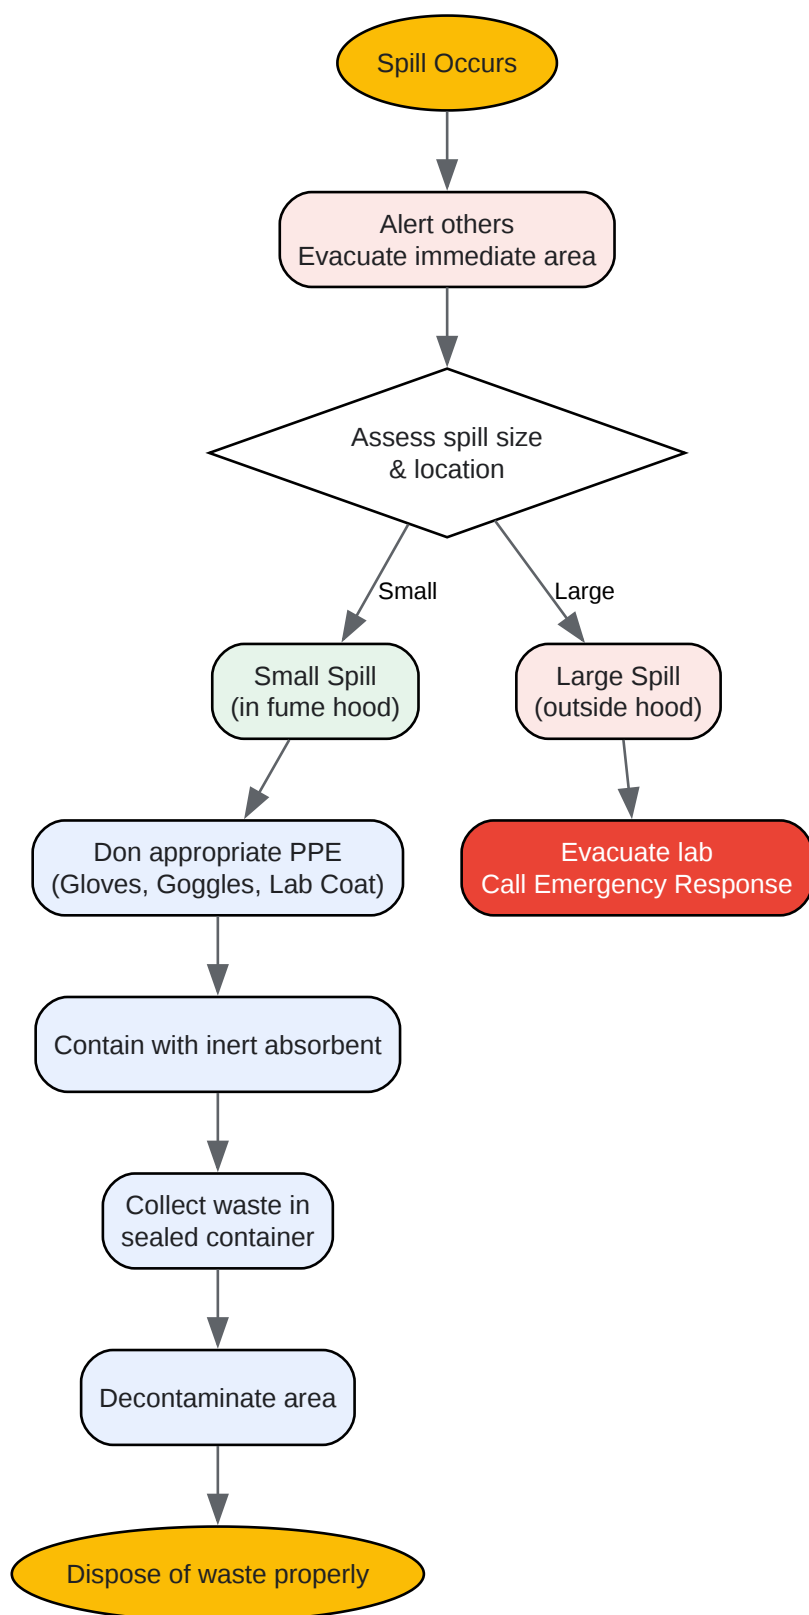 Spill Occurs
Alert others
Evacuate immediate area
Assess spill size
& location
Small
Large
Small Spill
(in fume hood)
Large Spill
(outside hood)
Don appropriate PPE
(Gloves, Goggles, Lab Coat)
Evacuate lab
Call Emergency Response
Contain with inert absorbent
Collect waste in
sealed container
Decontaminate area
Dispose of waste properly